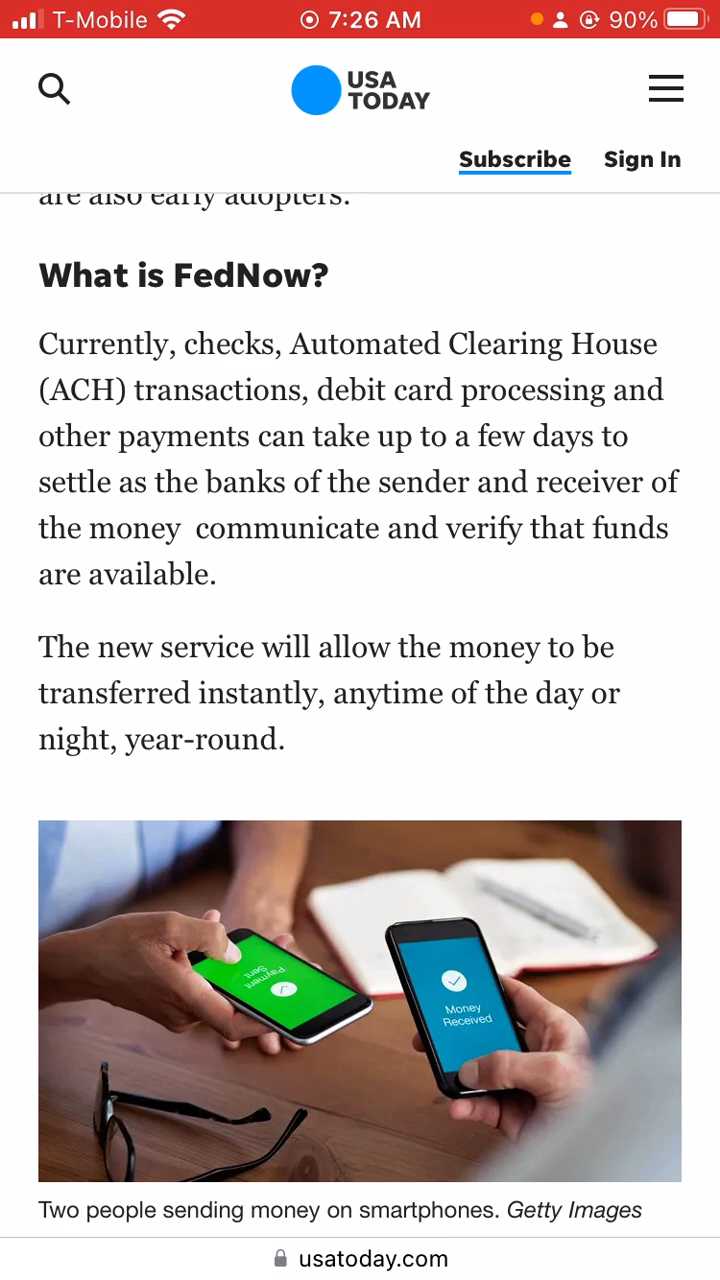 T-Mobile 7:26 AM 90%
USA
TODAY
Subscribe Sign In
are also early adopters.
What is FedNow?
Currently, checks, Automated Clearing House
(ACH) transactions, debit card processing and
other payments can take up to a few days to
settle as the banks of the sender and receiver of
the money communicate and verify that funds
are available.
The new service will allow the money to be
transferred instantly, anytime of the day or
night, year-round.
Payment
Sent
Money
Received
Two people sending money on smartphones. Getty Images
usatoday.com